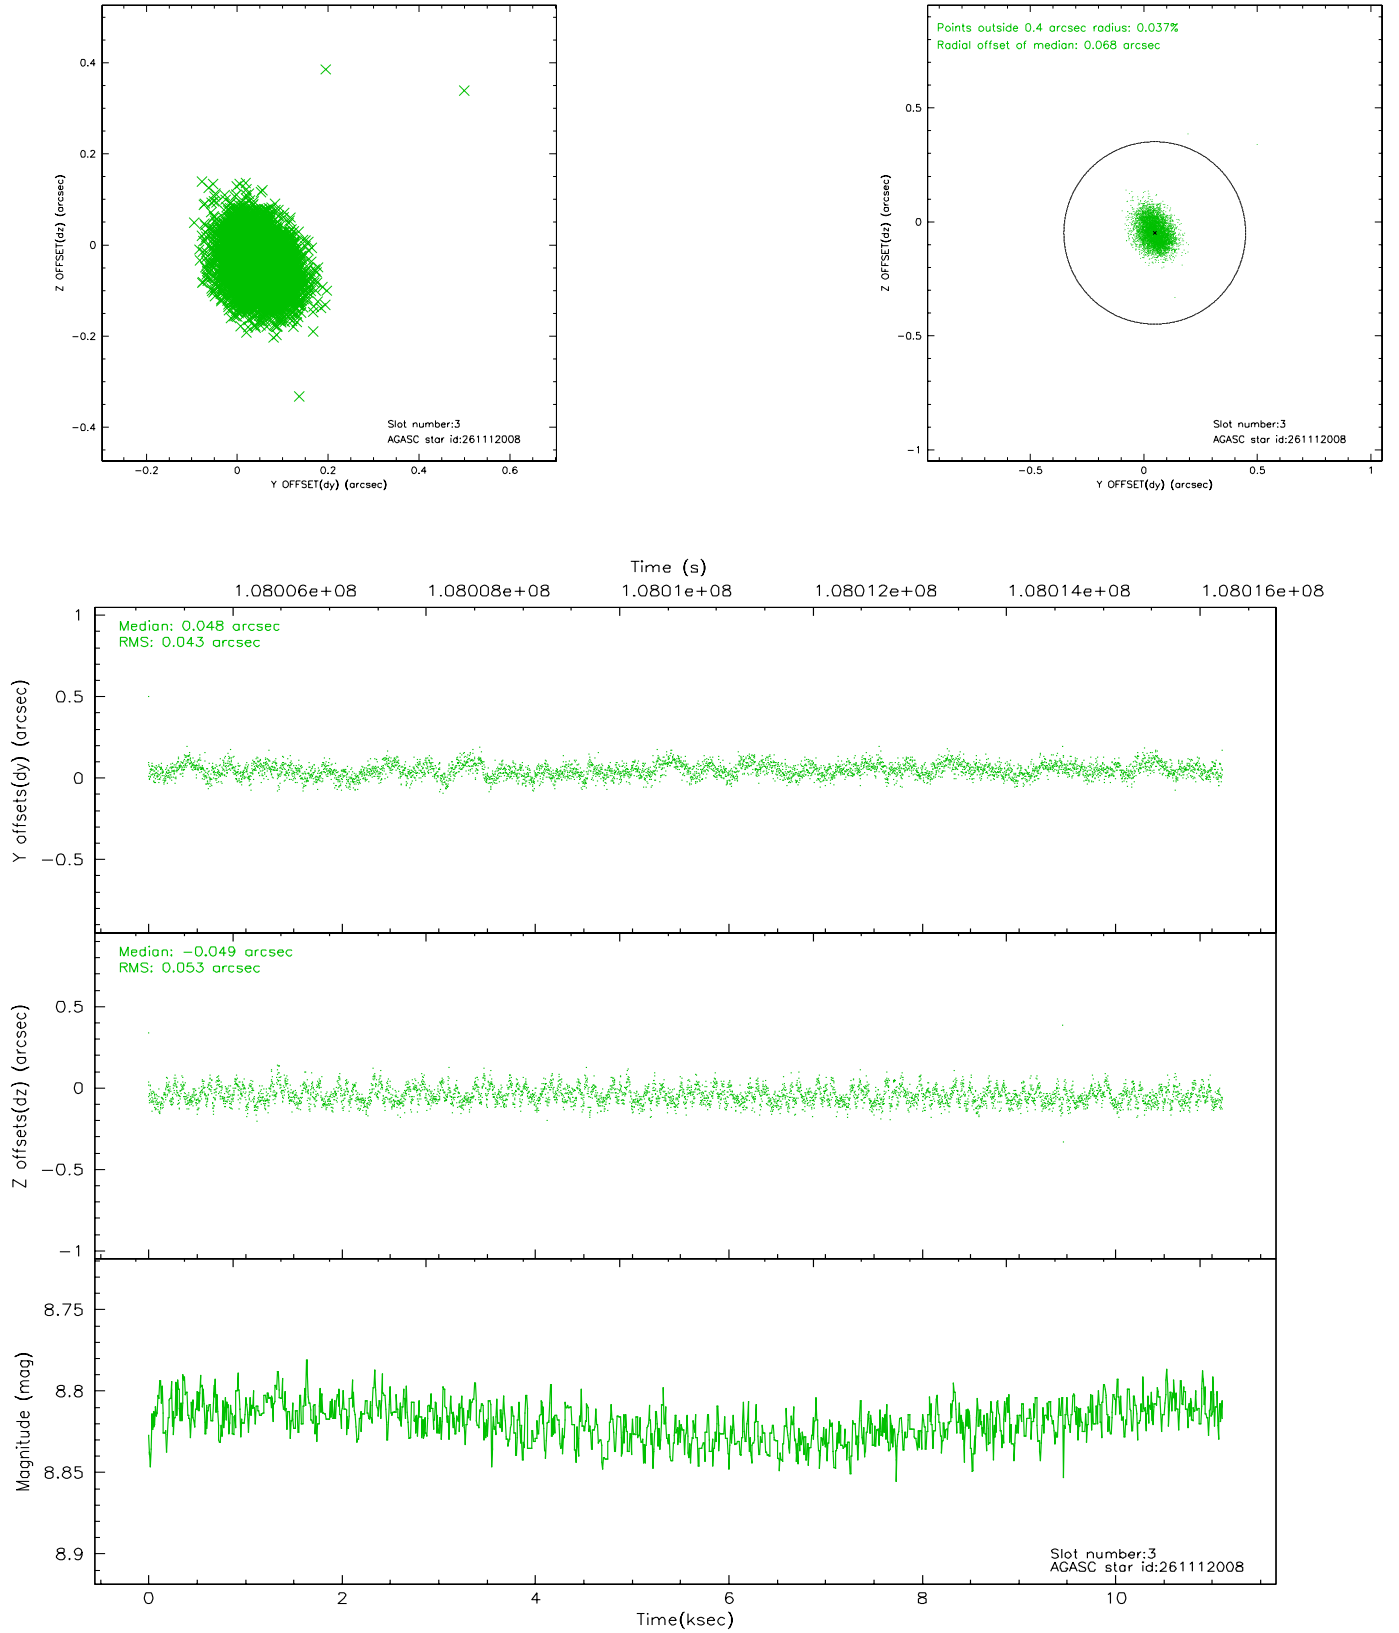 0.4
0.2
0
−0.2
−0.4
Z OFFSET(dz) (arcsec)
Slot number:3
AGASC star id:261112008
−0.2 0 0.2 0.4 0.6
Y OFFSET(dy) (arcsec)
Points outside 0.4 arcsec radius: 0.037%
Radial offset of median: 0.068 arcsec
0.5
0
−0.5
−1
Z OFFSET(dz) (arcsec)
Slot number:3
AGASC star id:261112008
−0.5 0 0.5 1
Y OFFSET(dy) (arcsec)
Time (s)
1.08006e+08 1.08008e+08 1.0801e+08 1.08012e+08 1.08014e+08 1.08016e+08
Median: 0.048 arcsec
RMS: 0.043 arcsec
1
0.5
0
−0.5
Y offsets(dy) (arcsec)
Median: −0.049 arcsec
RMS: 0.053 arcsec
0.5
0
−0.5
−1
Z offsets(dz) (arcsec)
8.75
8.8
8.85
8.9
Magnitude (mag)
Slot number:3
AGASC star id:261112008
0 2 4 6 8 10
Time(ksec)